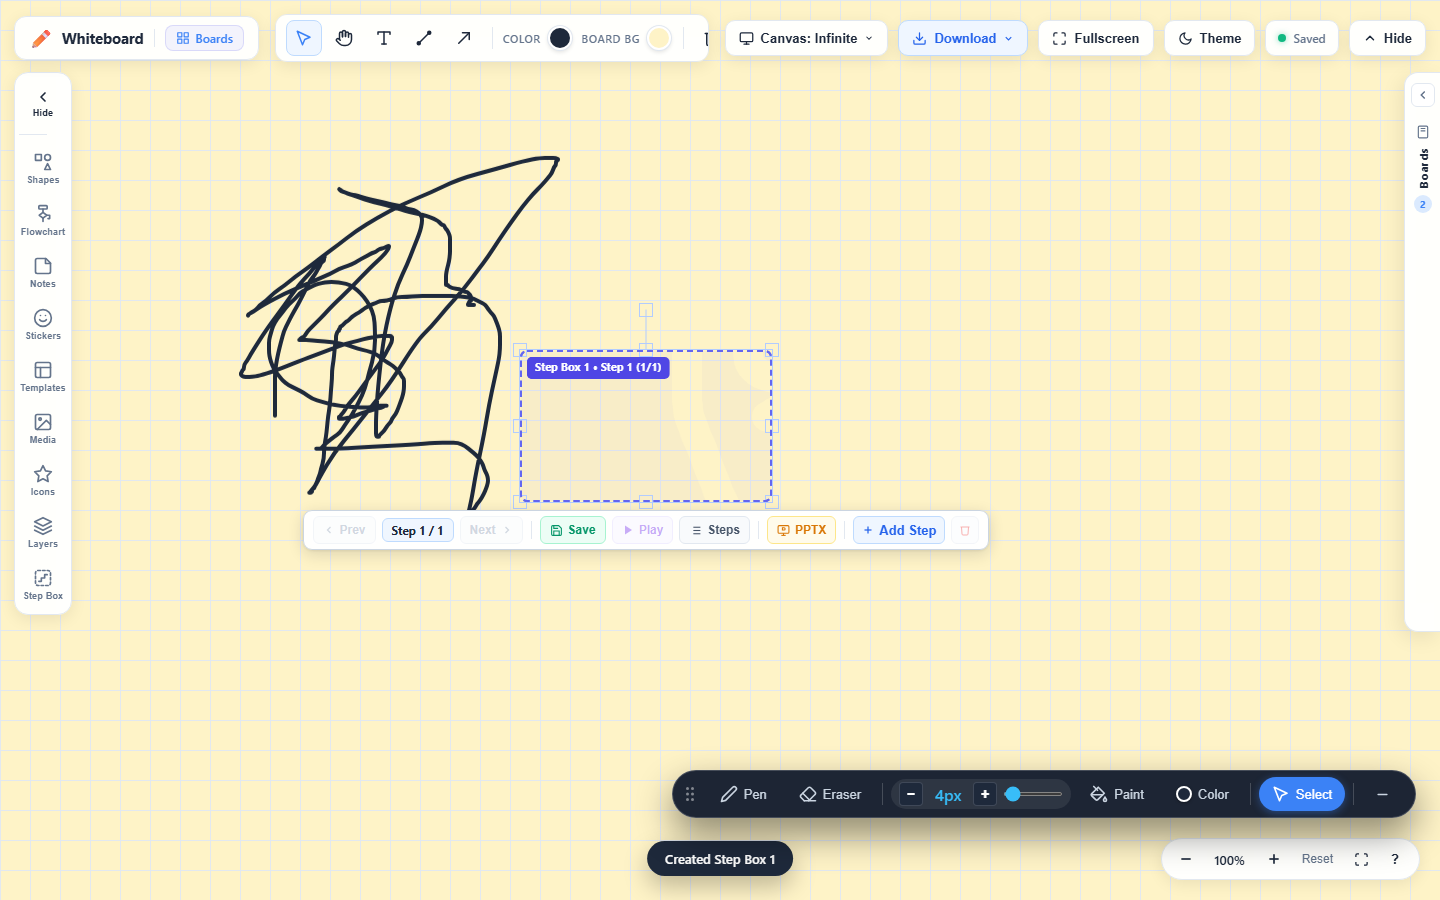 Whiteboard
Boards
COLOR
BOARD BG
Canvas: Infinite
Download
Fullscreen
Theme
Saved
Hide
Hide
Shapes
Flowchart
Notes
Stickers
Templates
Media
Icons
Layers
Step Box
Boards
2
Step Box 1 • Step 1 (1/1)
Prev
Step 1 / 1
Next
Save
Play
Steps
PPTX
+ Add Step
Pen
Eraser
− 4px +
Paint
Color
Select
−
Created Step Box 1
− 100% +
Reset
?